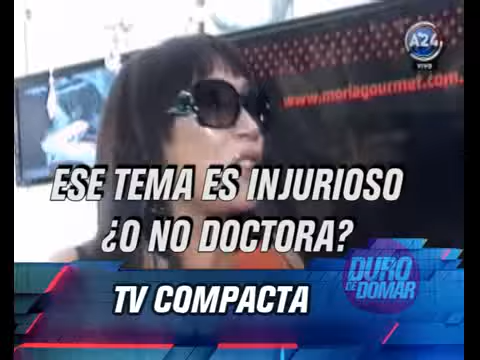 A24
VIVO
www.moriagourmet.com.
ESE TEMA ES INJURIOSO
¿O NO DOCTORA?
DURO
DE DOMAR
TV COMPACTA